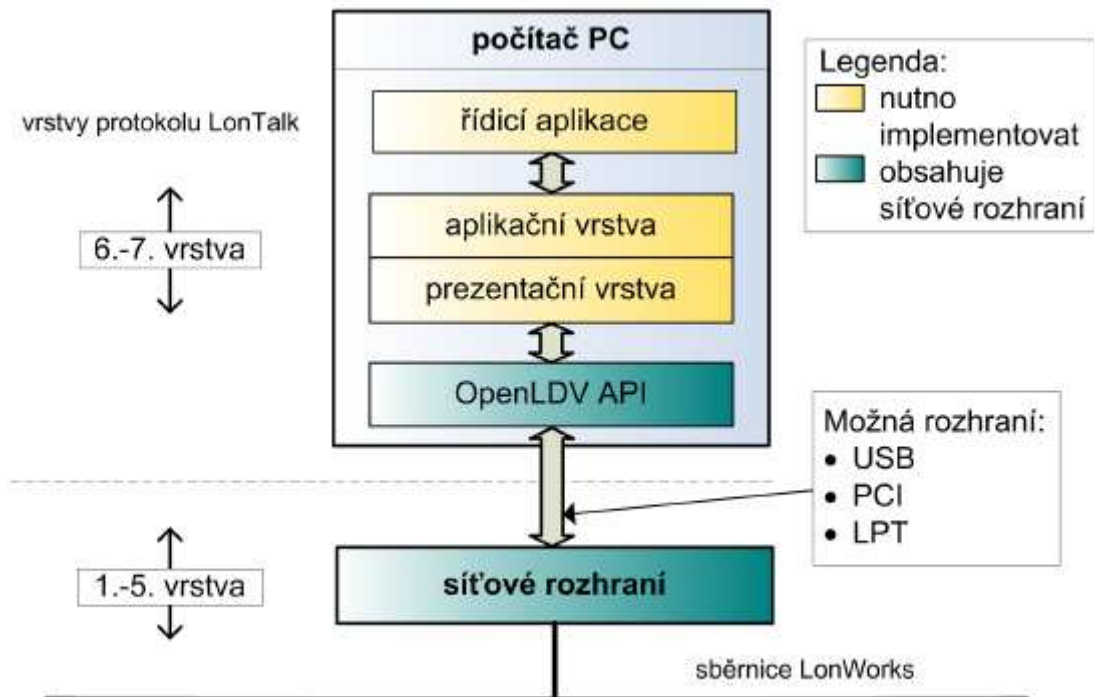 počítač PC
Legenda:
nutno
implementovat
obsahuje
síťové rozhraní
vrstvy protokolu LonTalk
řídicí aplikace
6.-7. vrstva
aplikační vrstva
prezentační vrstva
OpenLDV API
Možná rozhraní:
• USB
• PCI
• LPT
1.-5. vrstva
síťové rozhraní
sběrnice LonWorks